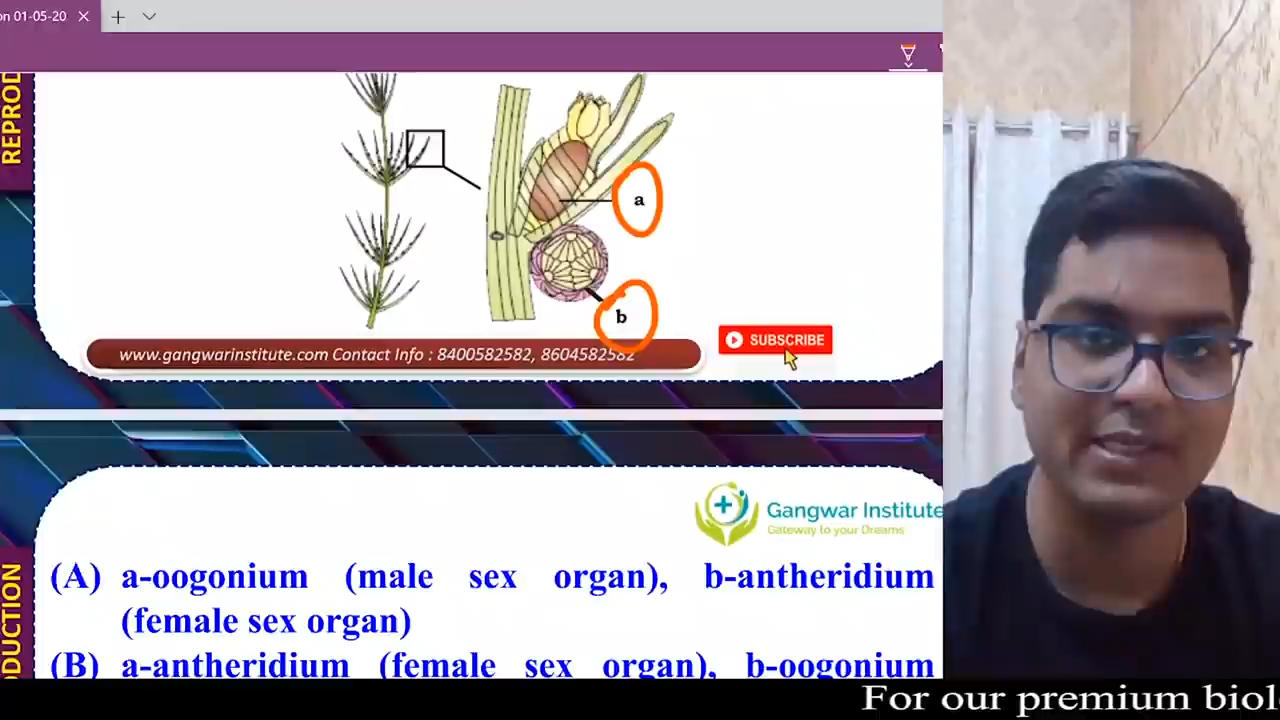 on 01-05-20
REPROD
a
b
www.gangwarinstitute.com Contact Info : 8400582582, 8604582582
SUBSCRIBE
Gangwar Institute
Gateway to your Dreams
(A) a-oogonium (male sex organ), b-antheridium
(female sex organ)
(B) a-antheridium (female sex organ), b-oogonium
DUCTION
For our premium biol